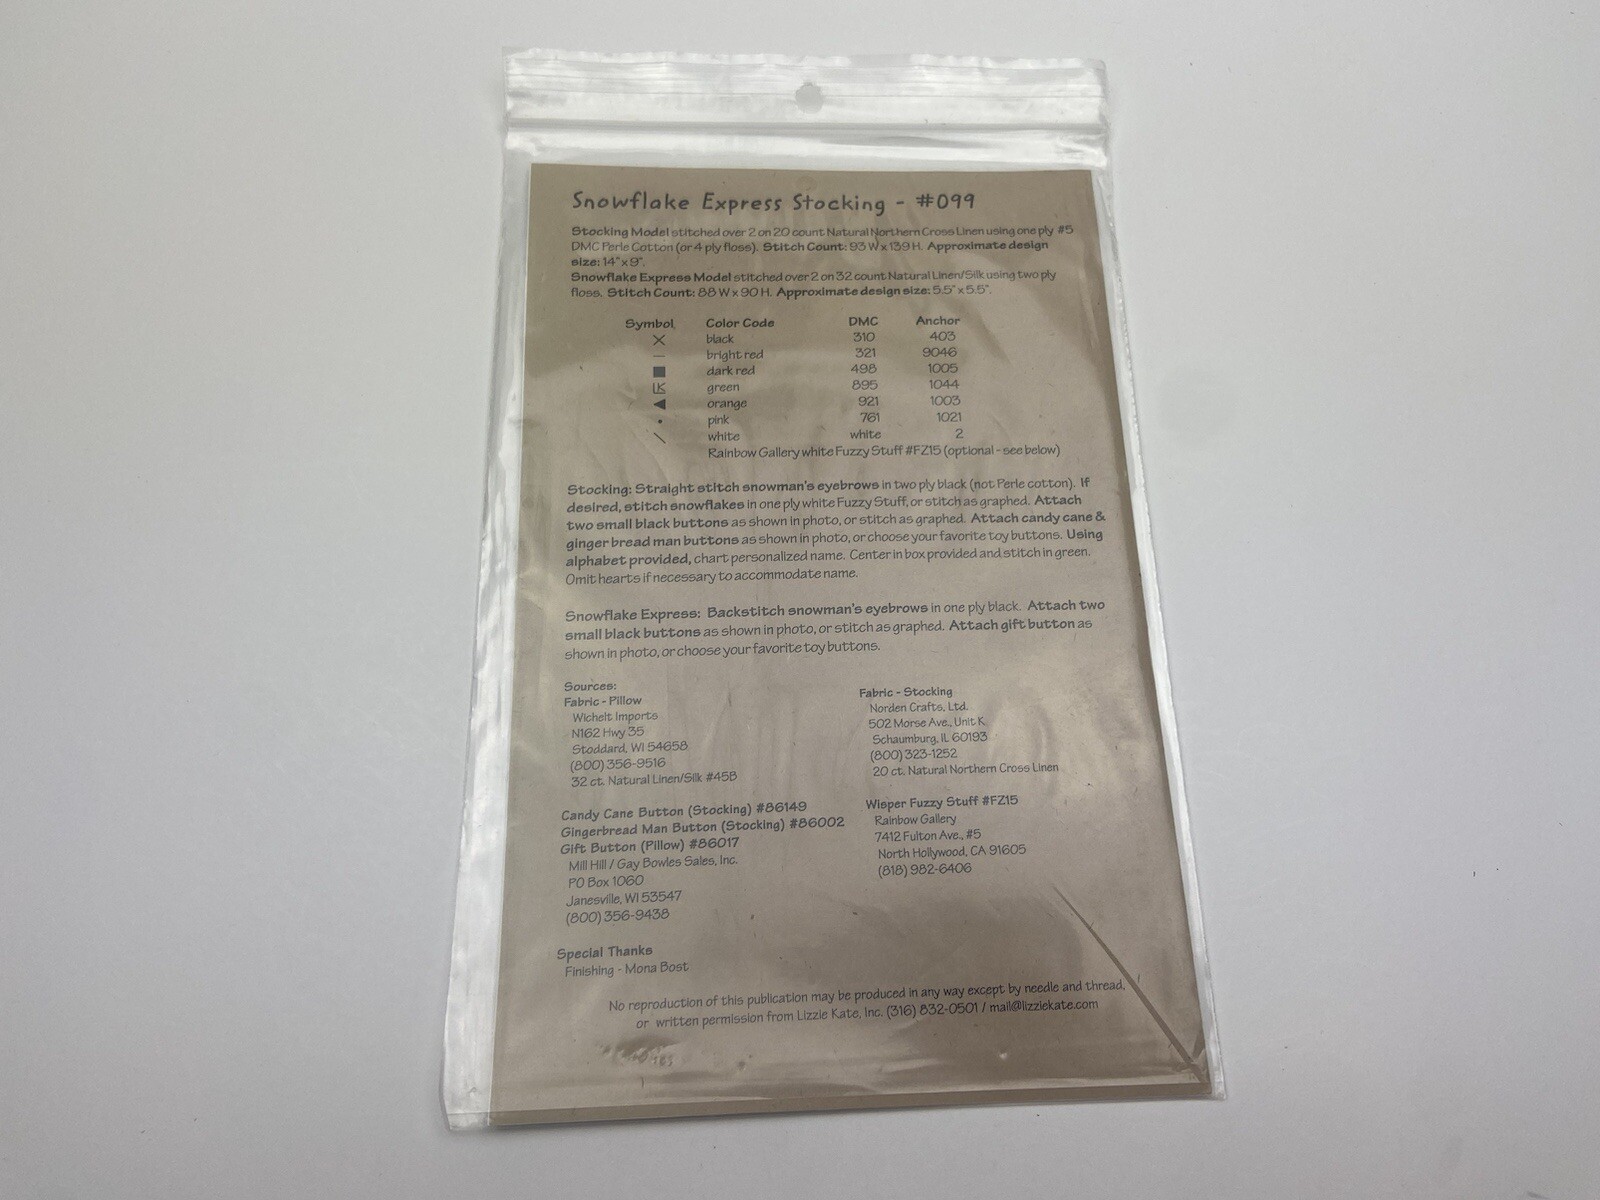 Snowflake Express Stocking - #099
Stocking Model stitched over 2 on 20 count Natural Northern Cross Linen using one ply #5
DMC Perle Cotton (or 4 ply floss). Stitch Count: 93 W x 139 H. Approximate design
size: 14" x 9".
Snowflake Express Model stitched over 2 on 32 count Natural Linen/Silk using two ply
floss. Stitch Count: 88 W x 90 H. Approximate design size: 5.5" x 5.5".
Symbol Color Code DMC Anchor
X black 310 403
— bright red 321 9046
■ dark red 498 1005
LK green 895 1044
◀ orange 921 1003
• pink 761 1021
\ white white 2
Rainbow Gallery white Fuzzy Stuff #FZ15 (optional - see below)
Stocking: Straight stitch snowman's eyebrows in two ply black (not Perle cotton). If
desired, stitch snowflakes in one ply white Fuzzy Stuff, or stitch as graphed. Attach
two small black buttons as shown in photo, or stitch as graphed. Attach candy cane &
ginger bread man buttons as shown in photo, or choose your favorite toy buttons. Using
alphabet provided, chart personalized name. Center in box provided and stitch in green.
Omit hearts if necessary to accommodate name.
Snowflake Express: Backstitch snowman's eyebrows in one ply black. Attach two
small black buttons as shown in photo, or stitch as graphed. Attach gift button as
shown in photo, or choose your favorite toy buttons.
Sources:
Fabric - Pillow
Wichelt Imports
N162 Hwy 35
Stoddard, WI 54658
(800) 356-9516
32 ct. Natural Linen/Silk #45B
Candy Cane Button (Stocking) #86149
Gingerbread Man Button (Stocking) #86002
Gift Button (Pillow) #86017
Mill Hill / Gay Bowles Sales, Inc.
PO Box 1060
Janesville, WI 53547
(800) 356-9438
Fabric - Stocking
Norden Crafts, Ltd.
502 Morse Ave., Unit K
Schaumburg, IL 60193
(800) 323-1252
20 ct. Natural Northern Cross Linen
Wisper Fuzzy Stuff #FZ15
Rainbow Gallery
7412 Fulton Ave., #5
North Hollywood, CA 91605
(818) 982-6406
Special Thanks
Finishing - Mona Bost
No reproduction of this publication may be produced in any way except by needle and thread,
or written permission from Lizzie Kate, Inc. (316) 832-0501 / mail@lizziekate.com